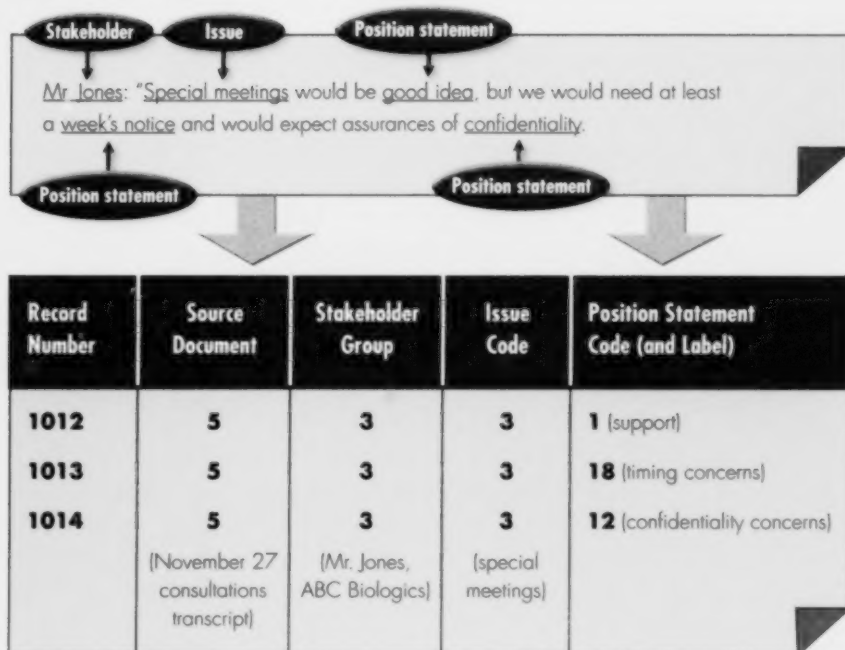 Stakeholder Issue Position statement
Mr Jones: "Special meetings would be good idea, but we would need at least
a week's notice and would expect assurances of confidentiality.
Position statement Position statement
Record Number Source Document Stakeholder Group Issue Code Position Statement Code (and Label)
1012 5 3 3 1 (support)
1013 5 3 3 18 (timing concerns)
1014 5 3 3 12 (confidentiality concerns)
(November 27 consultations transcript) (Mr. Jones, ABC Biologics) (special meetings)